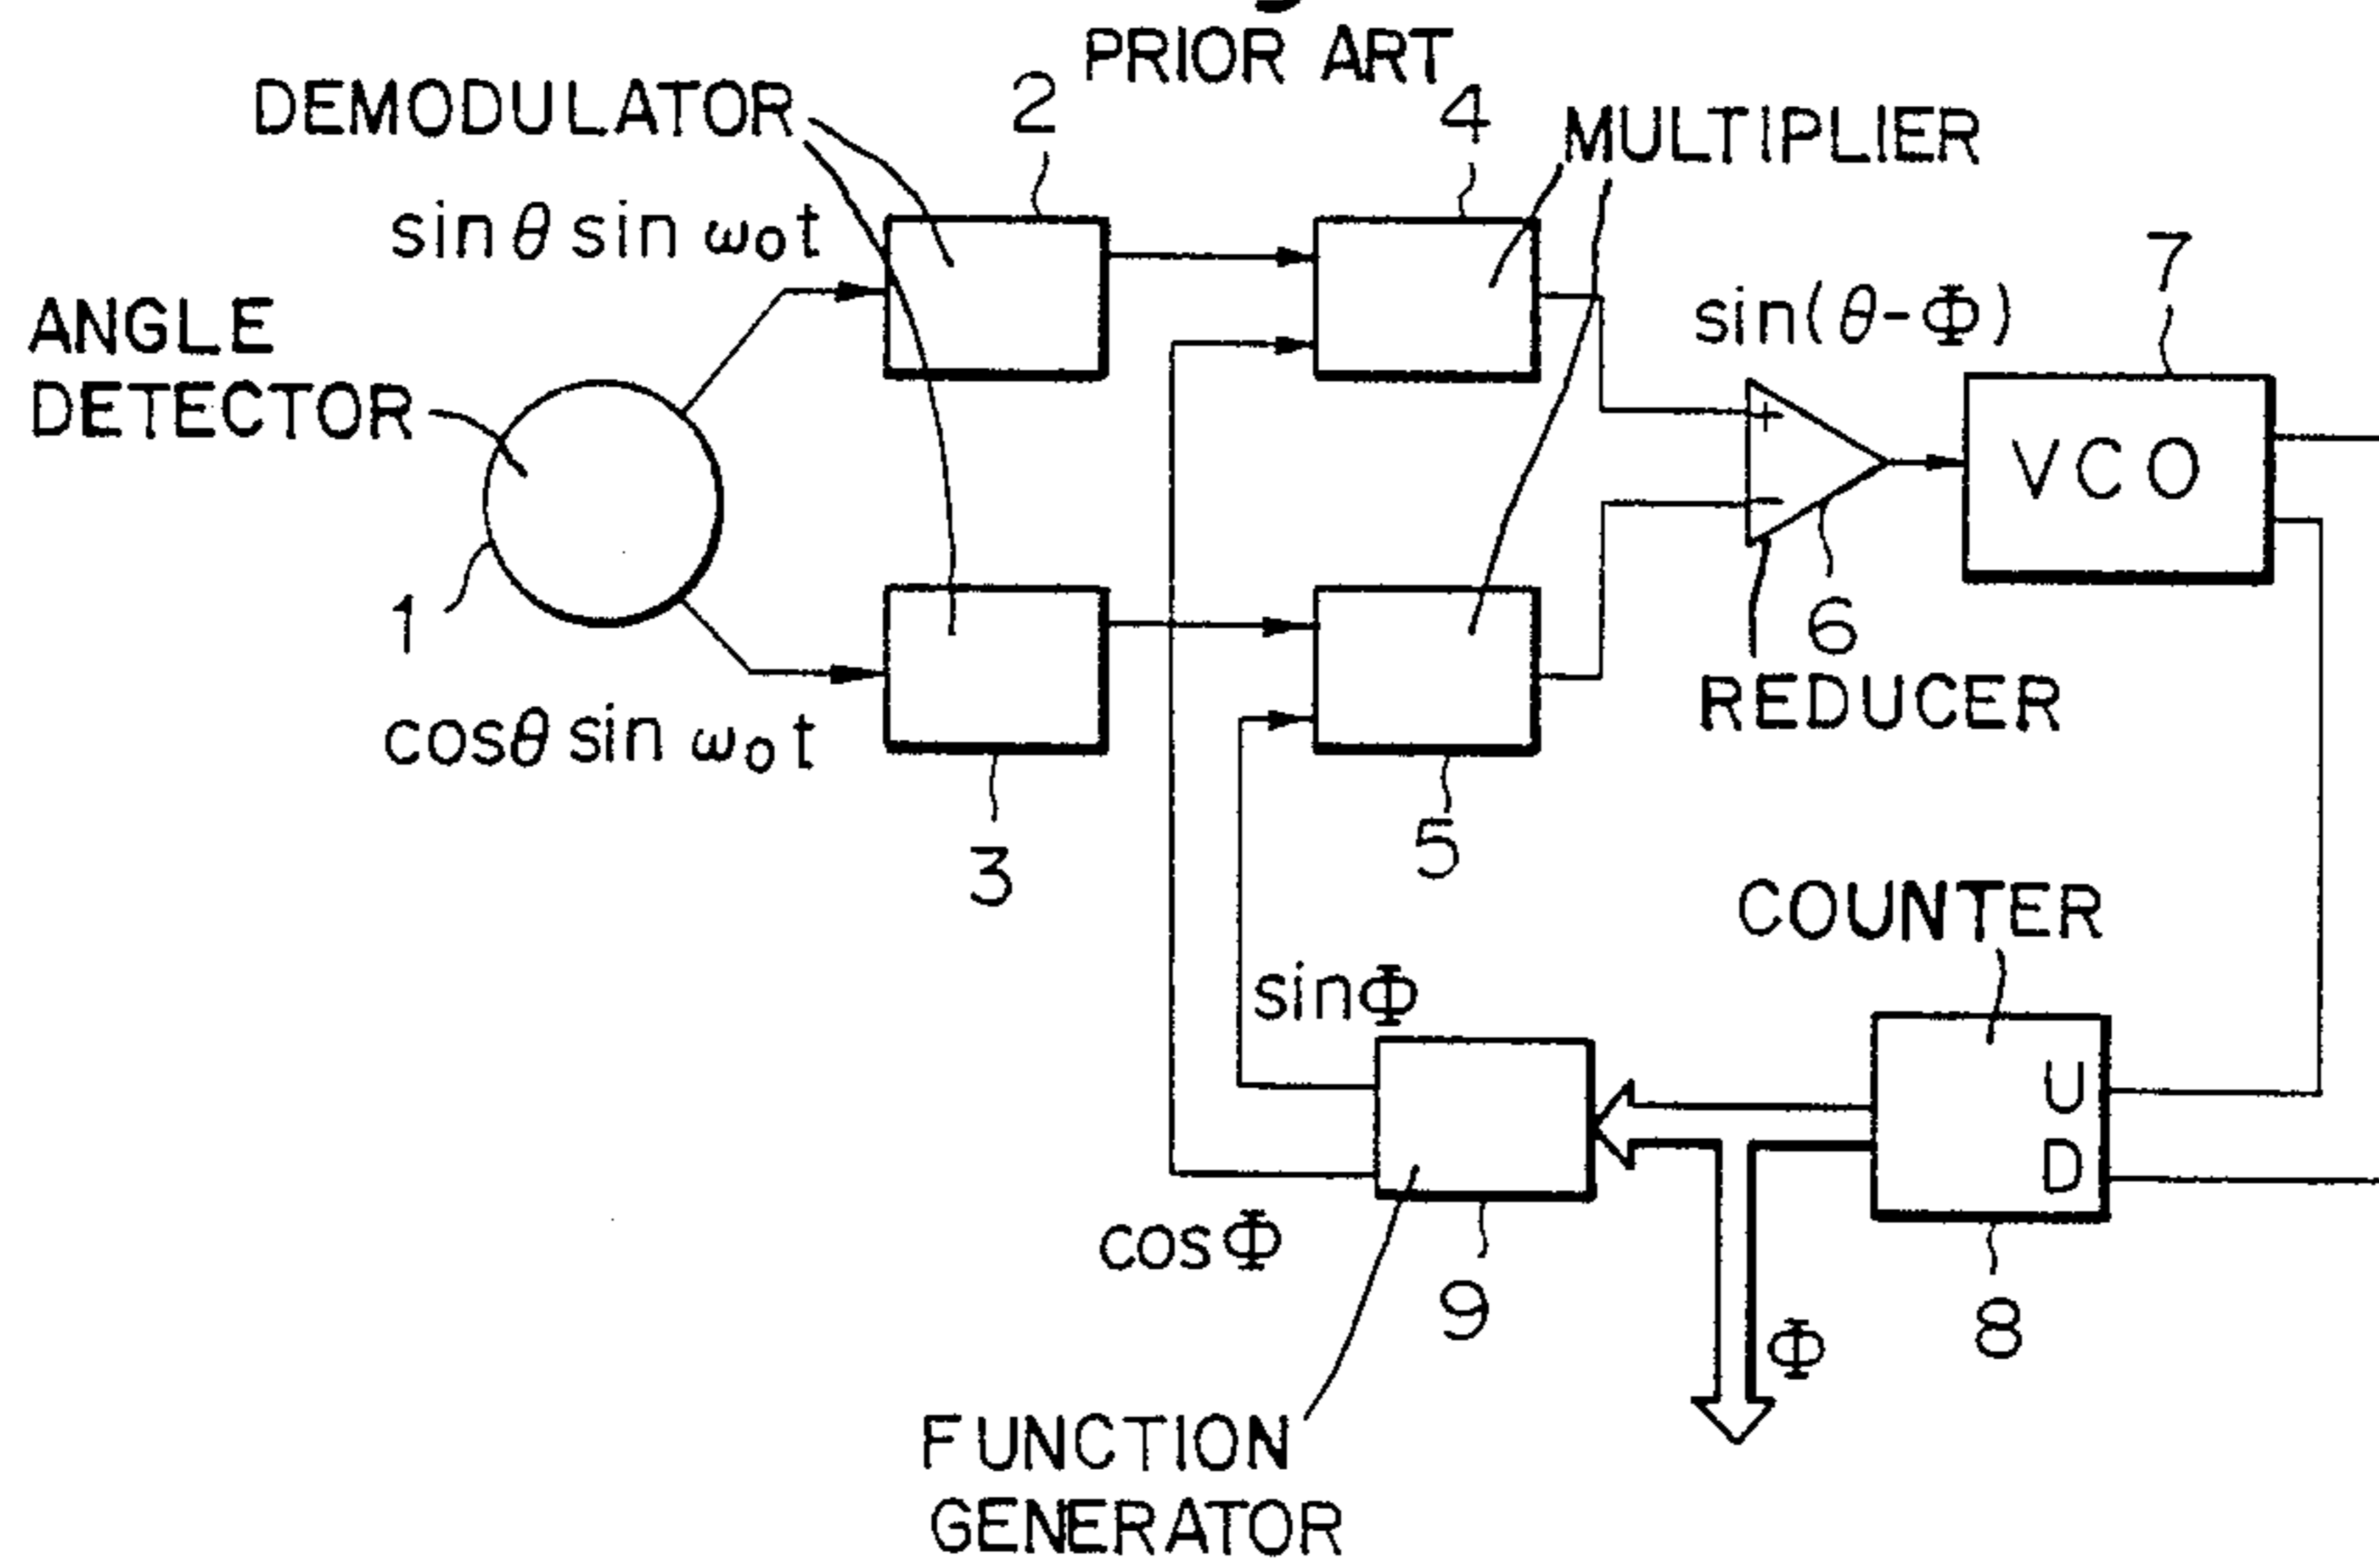 PRIOR ART
DEMODULATOR
2
4
MULTIPLIER
sin θ sin ω₀t
7
sin(θ-Φ)
ANGLE
DETECTOR
+
VCO
−
1
6
REDUCER
cosθ sin ω₀t
3
5
COUNTER
sinΦ
U
D
cosΦ
9
8
Φ
FUNCTION
GENERATOR